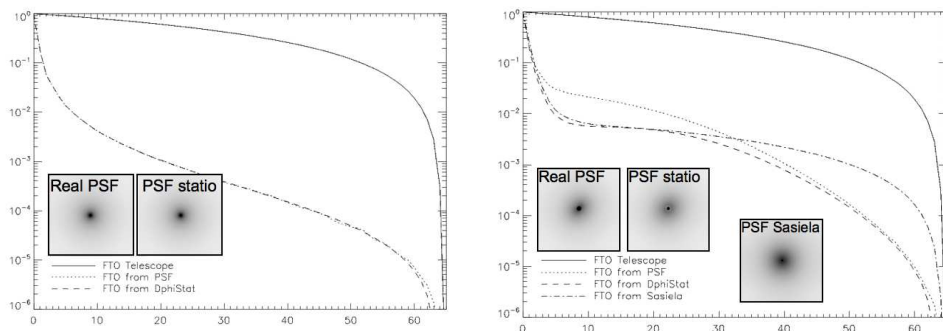 10⁰
10⁻¹
10⁻²
10⁻³
10⁻⁴
10⁻⁵
10⁻⁶
Real PSF PSF statio
FTO Telescope
FTO from PSF
FTO from DphiStat
0 10 20 30 40 50 60
10⁰
10⁻¹
10⁻²
10⁻³
10⁻⁴
10⁻⁵
10⁻⁶
Real PSF PSF statio
PSF Sasiela
FTO Telescope
FTO from PSF
FTO from DphiStat
FTO from Sasiela
0 10 20 30 40 50 60